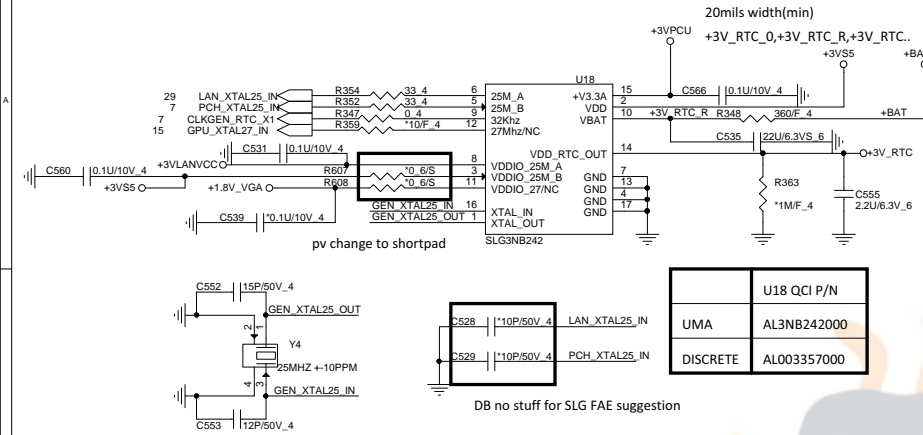 20mils width(min)
+3VPCU
+3V_RTC_0,+3V_RTC_R,+3V_RTC..
+3VS5
+BA
A
U18
29 LAN_XTAL25_IN R354 33_4 6 25M_A
7 PCH_XTAL25_IN R352 33_4 5 25M_B
7 CLKGEN_RTC_X1 R347 0_4 9 32Khz
15 GPU_XTAL27_IN R359 *10/F_4 12 27Mhz/NC
+V3.3A 15 C566 0.1U/10V_4
VDD 2
VBAT 10 +3V_RTC_R R348 360/F_4 +BAT
C535 22U/6.3VS_6
VDD_RTC_OUT 14 +3V_RTC
C531 0.1U/10V_4
+3VLANVCC 8 VDDIO_25M_A
C560 0.1U/10V_4 R607 *0_6/S 3 VDDIO_25M_B
+3VS5 +1.8V_VGA R608 *0_6/S 11 VDDIO_27/NC
GND 7
GND 13
GND 4
GND 17
GEN_XTAL25_IN 16 XTAL_IN
GEN_XTAL25_OUT 1 XTAL_OUT
C539 *0.1U/10V_4
SLG3NB242
R363
*1M/F_4
C555
2.2U/6.3V_6
pv change to shortpad
C552 15P/50V_4
GEN_XTAL25_OUT
2 1
Y4
25MHZ +-10PPM
4 3
GEN_XTAL25_IN
C553 12P/50V_4
C528 *10P/50V_4 LAN_XTAL25_IN
C529 *10P/50V_4 PCH_XTAL25_IN
DB no stuff for SLG FAE suggestion
U18 QCI P/N
UMA AL3NB242000
DISCRETE AL003357000